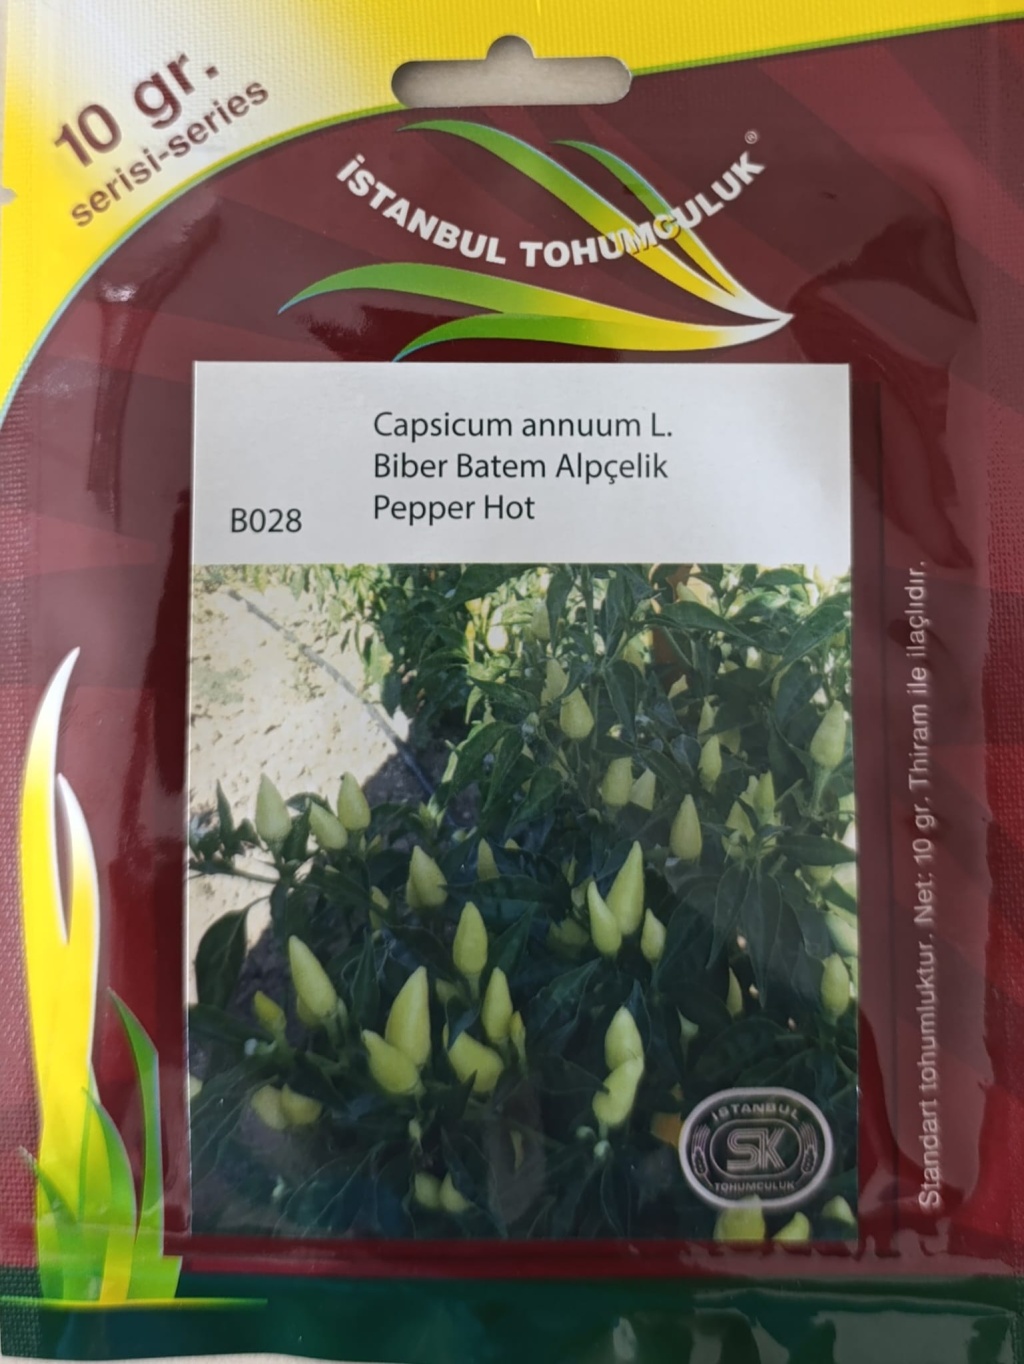 10 gr.
serisi-series
İSTANBUL TOHUMCULUK®
Capsicum annuum L.
Biber Batem Alpçelik
Pepper Hot
B028
Standart tohumluktur. Net: 10 gr. Thiram ile ilaçlıdır.
İSTANBUL
SK
TOHUMCULUK